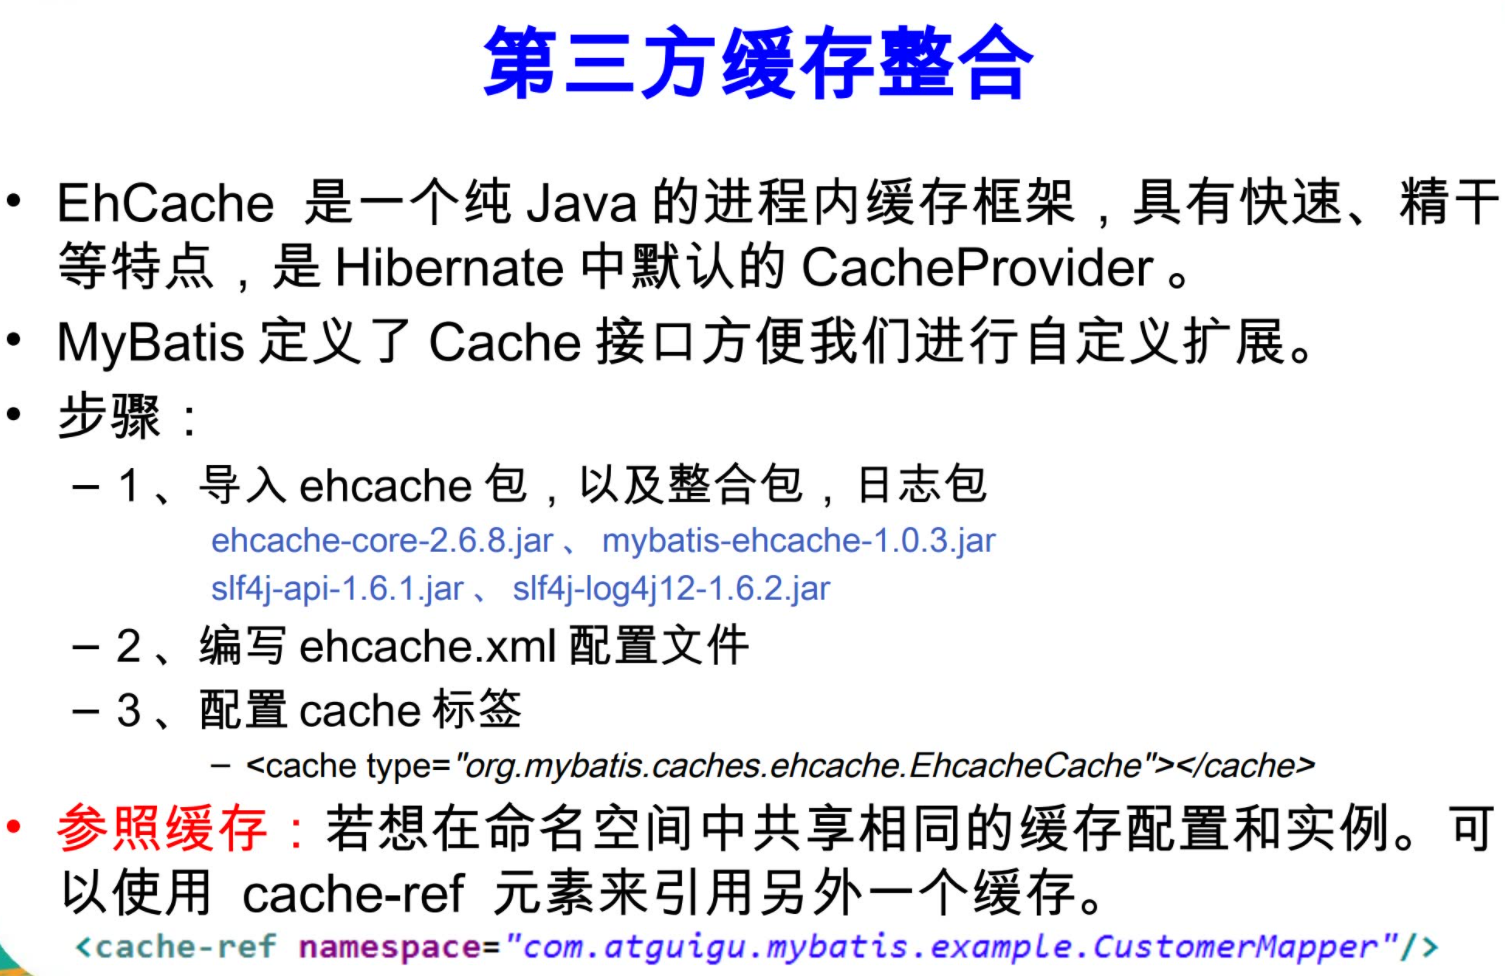 第三方缓存整合
• EhCache 是一个纯 Java 的进程内缓存框架，具有快速、精干
等特点，是 Hibernate 中默认的 CacheProvider 。
• MyBatis 定义了 Cache 接口方便我们进行自定义扩展。
• 步骤：
– 1 、导入 ehcache 包，以及整合包，日志包
ehcache-core-2.6.8.jar 、 mybatis-ehcache-1.0.3.jar
slf4j-api-1.6.1.jar 、 slf4j-log4j12-1.6.2.jar
– 2 、编写 ehcache.xml 配置文件
– 3 、配置 cache 标签
– <cache type="org.mybatis.caches.ehcache.EhcacheCache"></cache>
• 参照缓存：若想在命名空间中共享相同的缓存配置和实例。可
以使用 cache-ref 元素来引用另外一个缓存。
<cache-ref namespace="com.atguigu.mybatis.example.CustomerMapper"/>